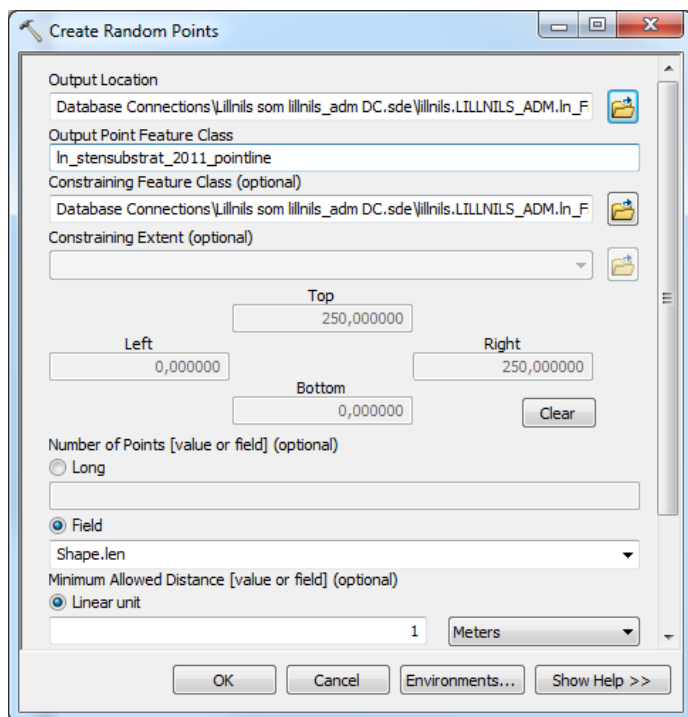 Create Random Points
Output Location
Database Connections\Lillnils som lillnils_adm DC.sde\lillnils.LILLNILS_ADM.ln_F
Output Point Feature Class
ln_stensubstrat_2011_pointline
Constraining Feature Class (optional)
Database Connections\Lillnils som lillnils_adm DC.sde\lillnils.LILLNILS_ADM.ln_F
Constraining Extent (optional)
Top
250,000000
Left
Right
0,000000
250,000000
Bottom
0,000000
Clear
Number of Points [value or field] (optional)
Long
Field
Shape.len
Minimum Allowed Distance [value or field] (optional)
Linear unit
1
Meters
OK
Cancel
Environments...
Show Help >>